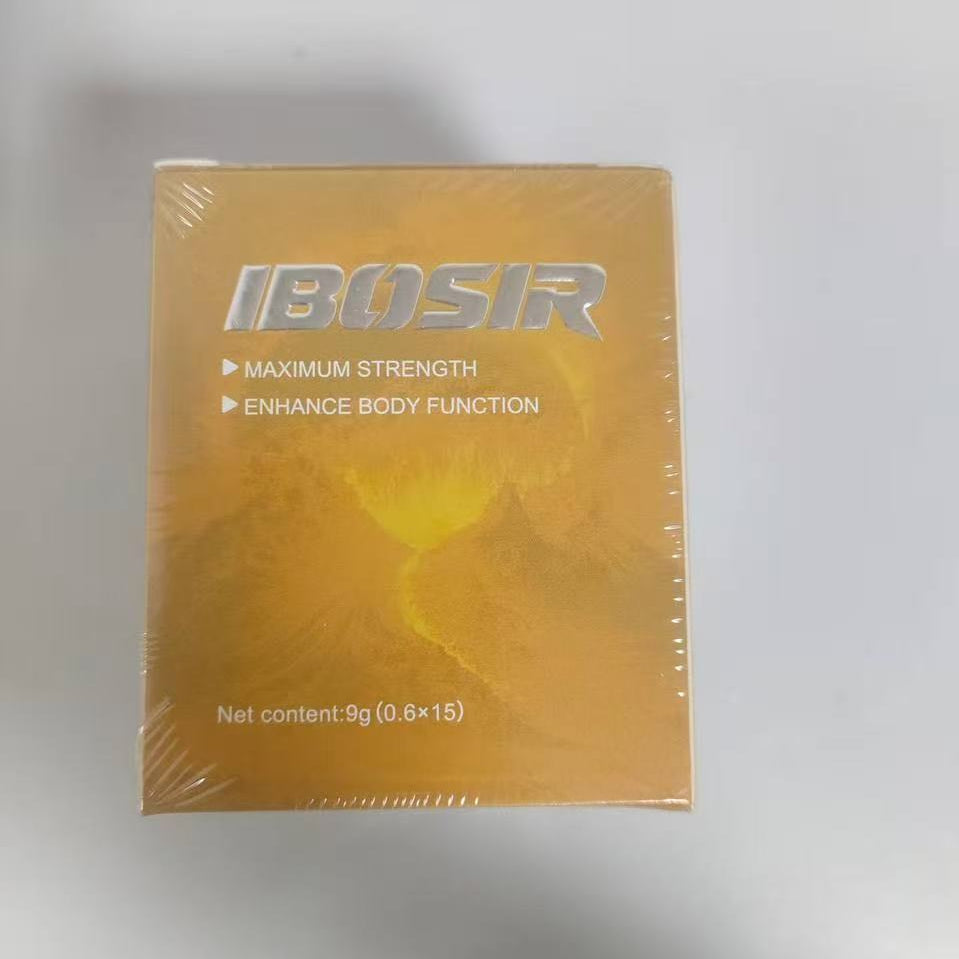 IBOSIR
▶ MAXIMUM STRENGTH
▶ ENHANCE BODY FUNCTION
Net content:9g(0.6×15)